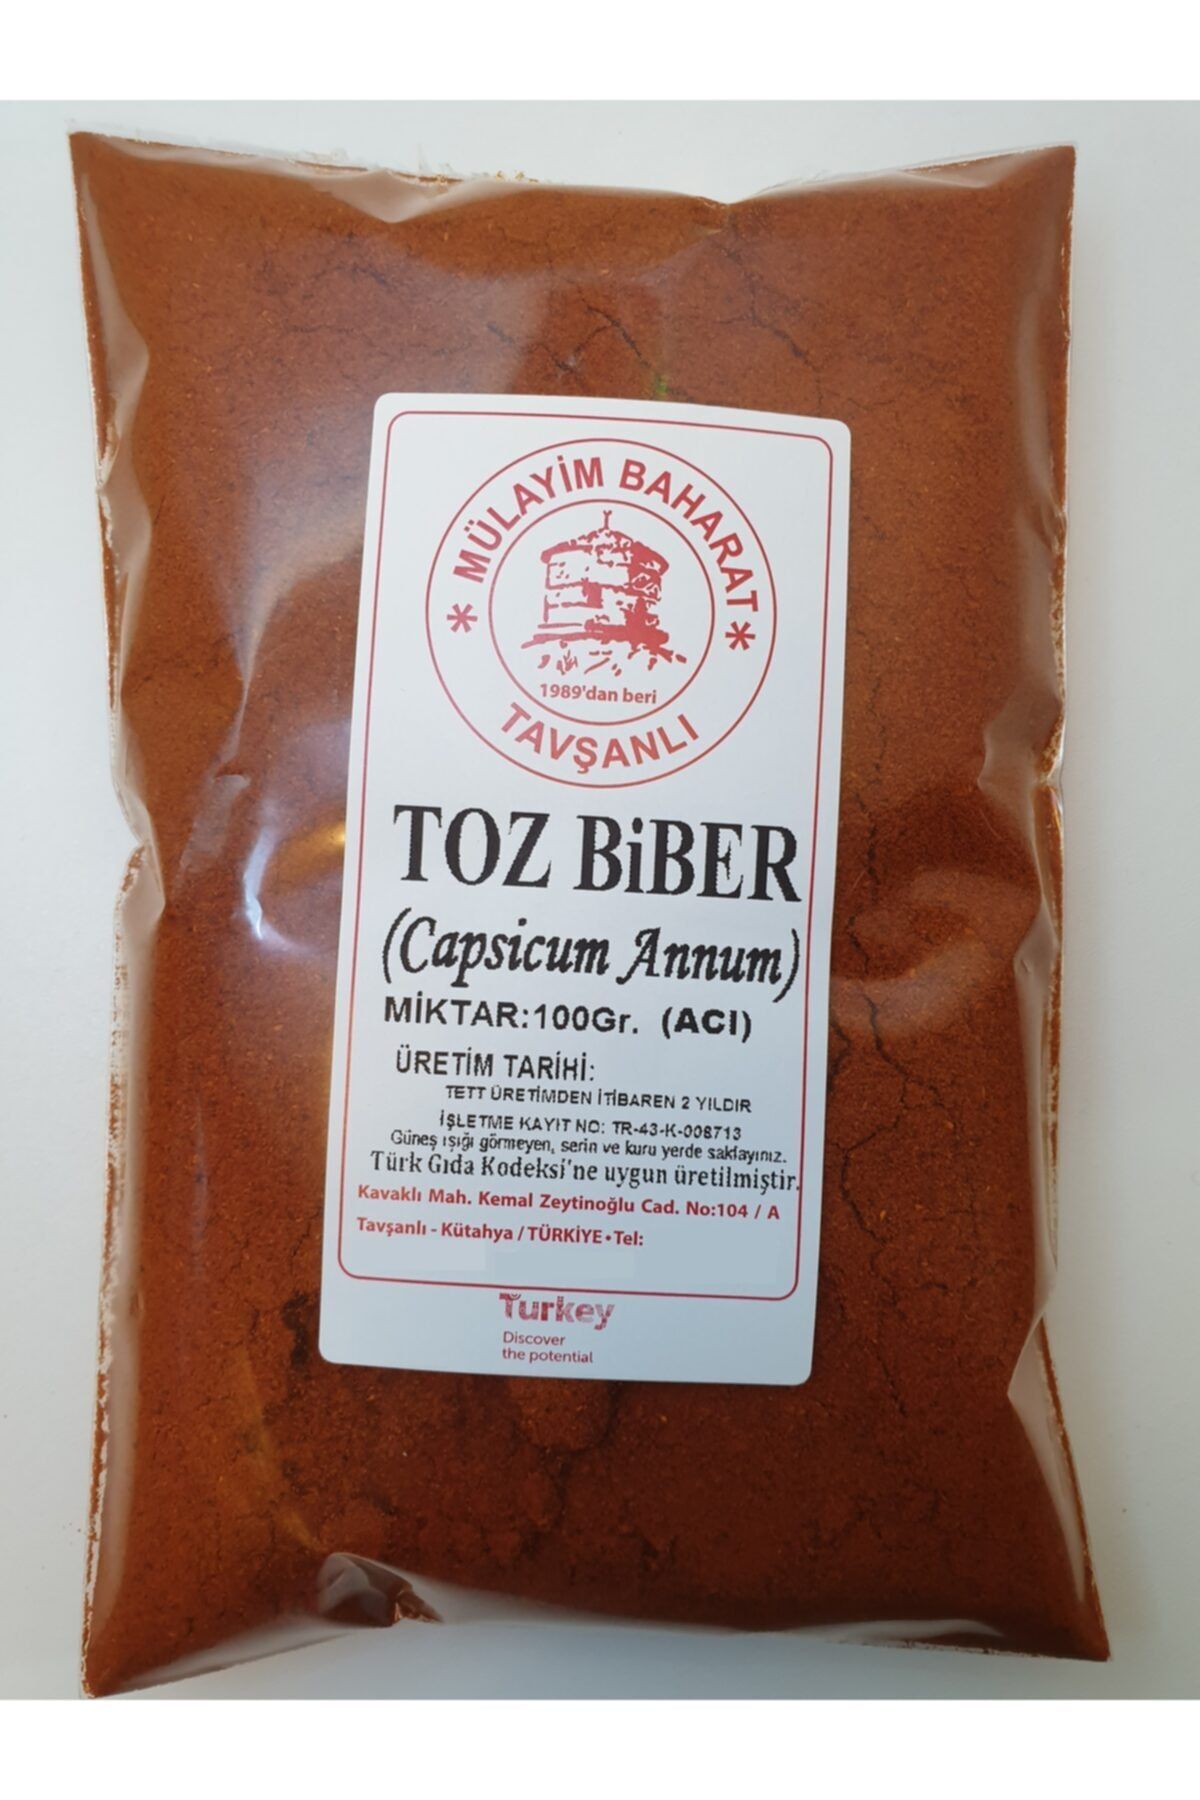 * MÜLAYİM BAHARAT *
1989'dan beri
TAVŞANLI
TOZ BiBER
(Capsicum Annum)
MİKTAR:100Gr. (ACI)
ÜRETİM TARİHİ:
TETT ÜRETİMDEN İTİBAREN 2 YILDIR
İŞLETME KAYIT NO: TR-43-K-008713
Güneş ışığı görmeyen, serin ve kuru yerde saklayınız.
Türk Gıda Kodeksi'ne uygun üretilmiştir.
Kavaklı Mah. Kemal Zeytinoğlu Cad. No:104 / A
Tavşanlı - Kütahya / TÜRKİYE • Tel:
Turkey
Discover
the potential